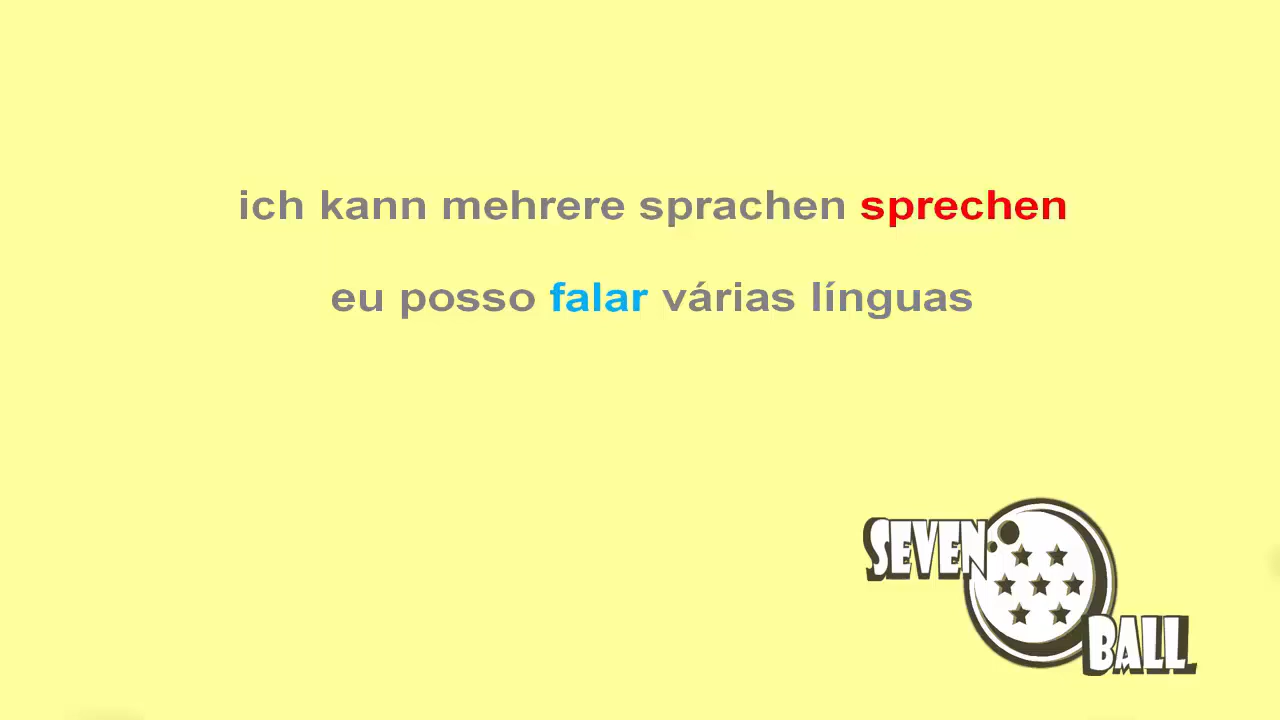 ich kann mehrere sprachen sprechen
eu posso falar várias línguas
SEVEN
BALL